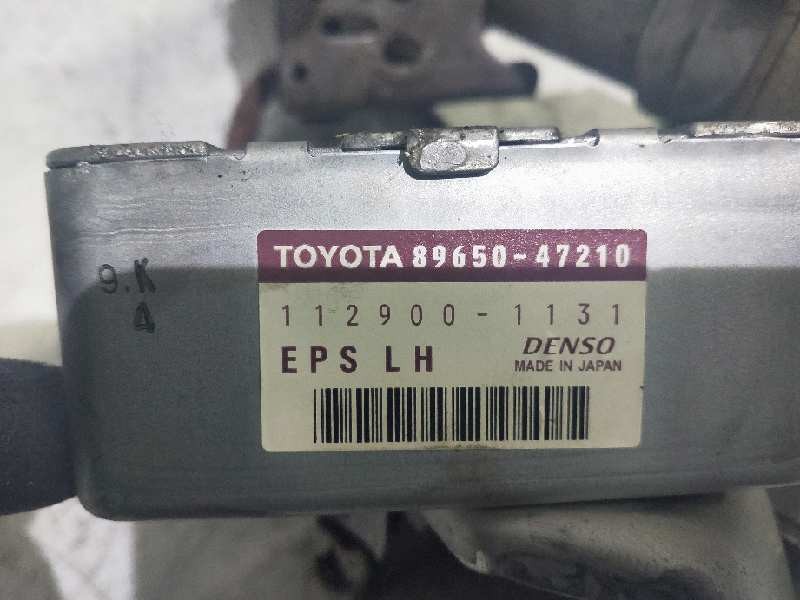 TOYOTA 89650-47210
112900-1131
EPS LH DENSO
MADE IN JAPAN
9.K
4